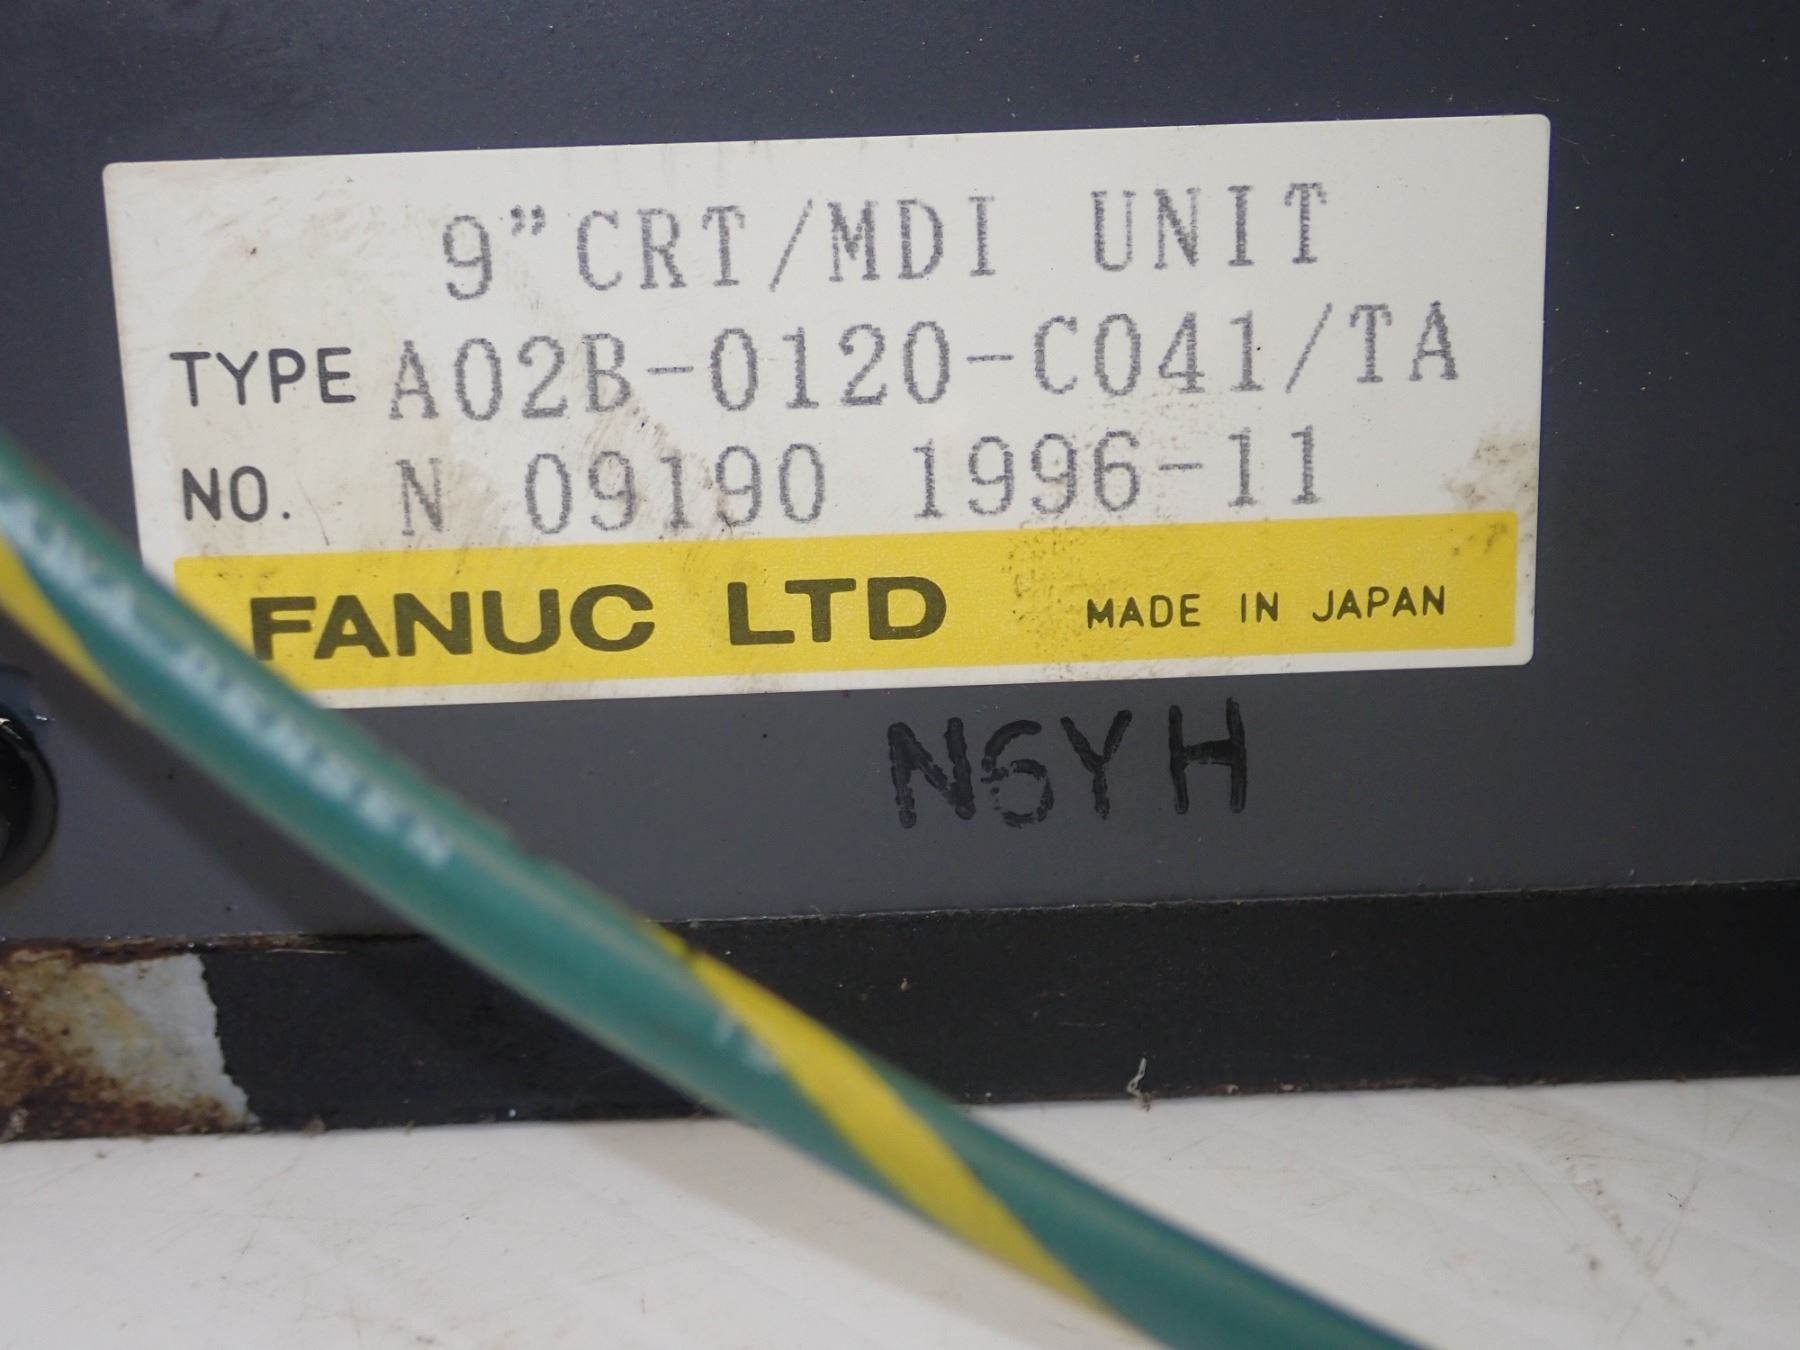 9"CRT/MDI UNIT
TYPE A02B-0120-C041/TA
NO. N 09190 1996-11
FANUC LTD MADE IN JAPAN
N6YH